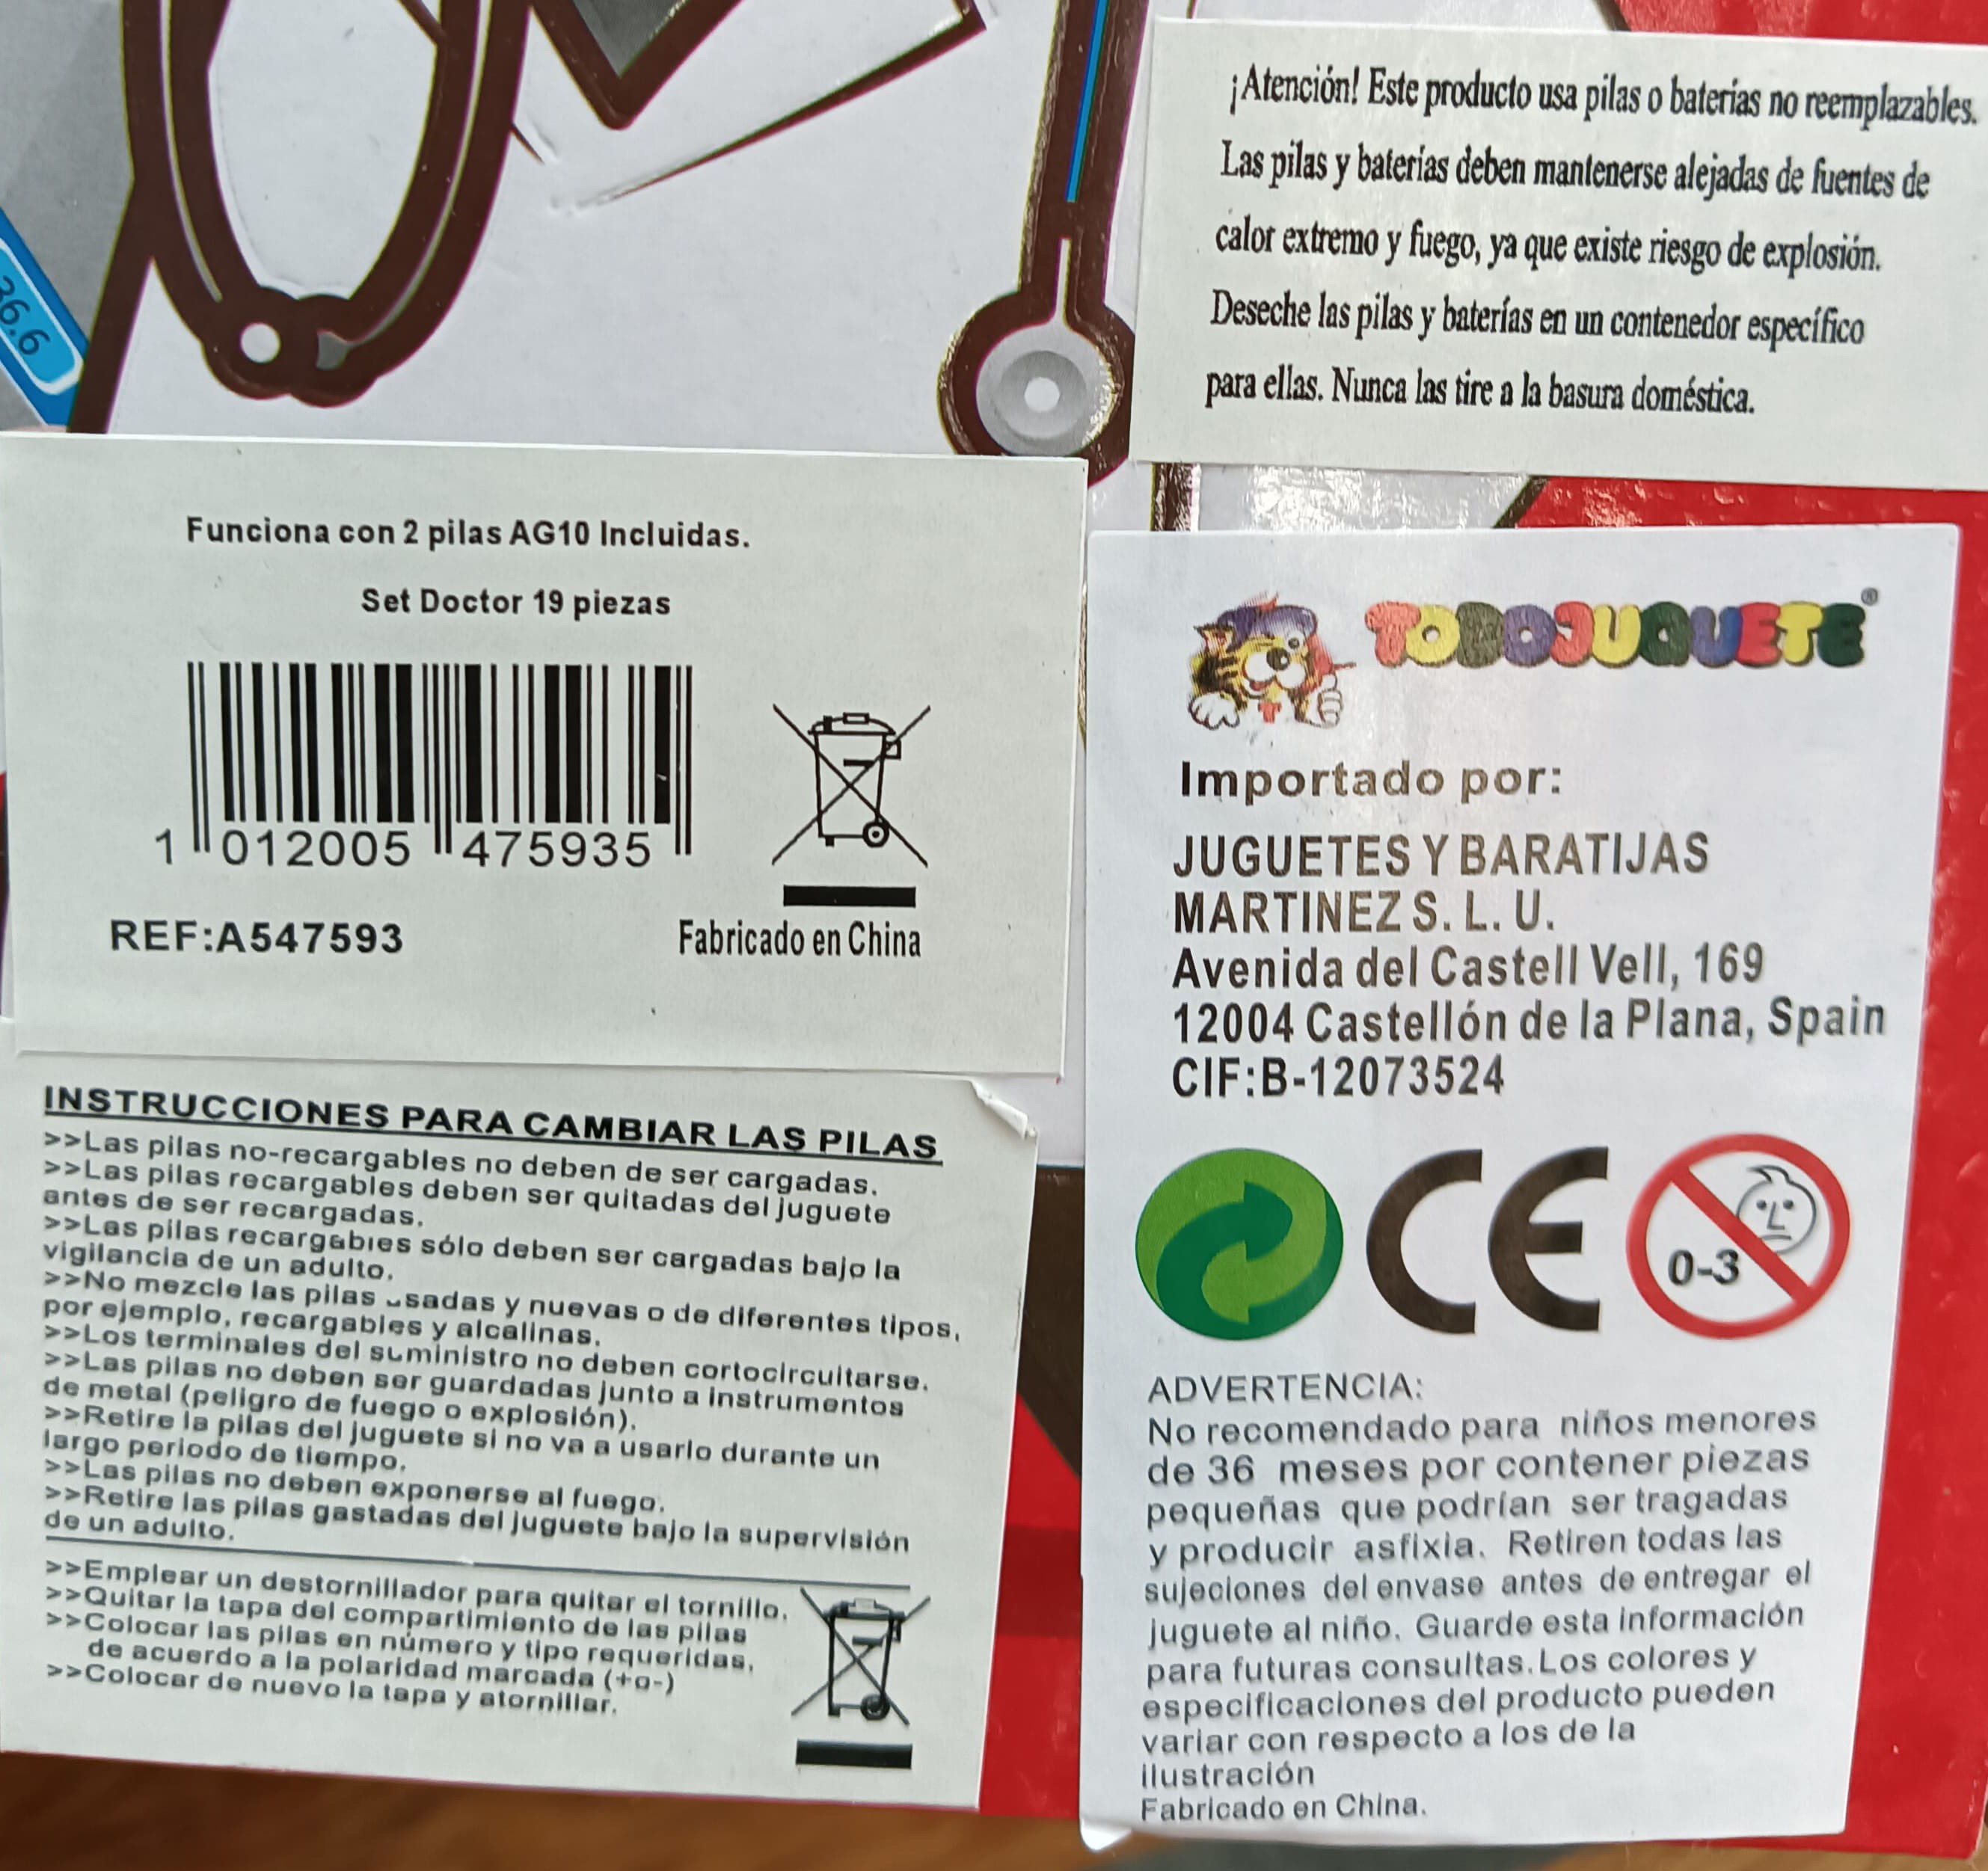 36.6
¡Atención! Este producto usa pilas o baterías no reemplazables.
Las pilas y baterías deben mantenerse alejadas de fuentes de
calor extremo y fuego, ya que existe riesgo de explosión.
Deseche las pilas y baterías en un contenedor específico
para ellas. Nunca las tire a la basura doméstica.
Funciona con 2 pilas AG10 Incluidas.
Set Doctor 19 piezas
1 012005 475935
REF:A547593
Fabricado en China
INSTRUCCIONES PARA CAMBIAR LAS PILAS
>>Las pilas no-recargables no deben de ser cargadas.
>>Las pilas recargables deben ser quitadas del juguete
antes de ser recargadas.
>>Las pilas recargables sólo deben ser cargadas bajo la
vigilancia de un adulto.
>>No mezcle las pilas usadas y nuevas o de diferentes tipos,
por ejemplo, recargables y alcalinas.
>>Los terminales del suministro no deben cortocircuitarse.
>>Las pilas no deben ser guardadas junto a instrumentos
de metal (peligro de fuego o explosión).
>>Retire la pilas del juguete si no va a usarlo durante un
largo periodo de tiempo.
>>Las pilas no deben exponerse al fuego.
>>Retire las pilas gastadas del juguete bajo la supervisión
de un adulto.
>>Emplear un destornillador para quitar el tornillo.
>>Quitar la tapa del compartimiento de las pilas
>>Colocar las pilas en número y tipo requeridas,
de acuerdo a la polaridad marcada (+o-)
>>Colocar de nuevo la tapa y atornillar.
TODOJUQUETE®
T
Importado por:
JUGUETES Y BARATIJAS
MARTINEZ S. L. U.
Avenida del Castell Vell, 169
12004 Castellón de la Plana, Spain
CIF:B-12073524
CE
0-3
ADVERTENCIA:
No recomendado para niños menores
de 36 meses por contener piezas
pequeñas que podrían ser tragadas
y producir asfixia. Retiren todas las
sujeciones del envase antes de entregar el
juguete al niño. Guarde esta información
para futuras consultas. Los colores y
especificaciones del producto pueden
variar con respecto a los de la
ilustración
Fabricado en China.